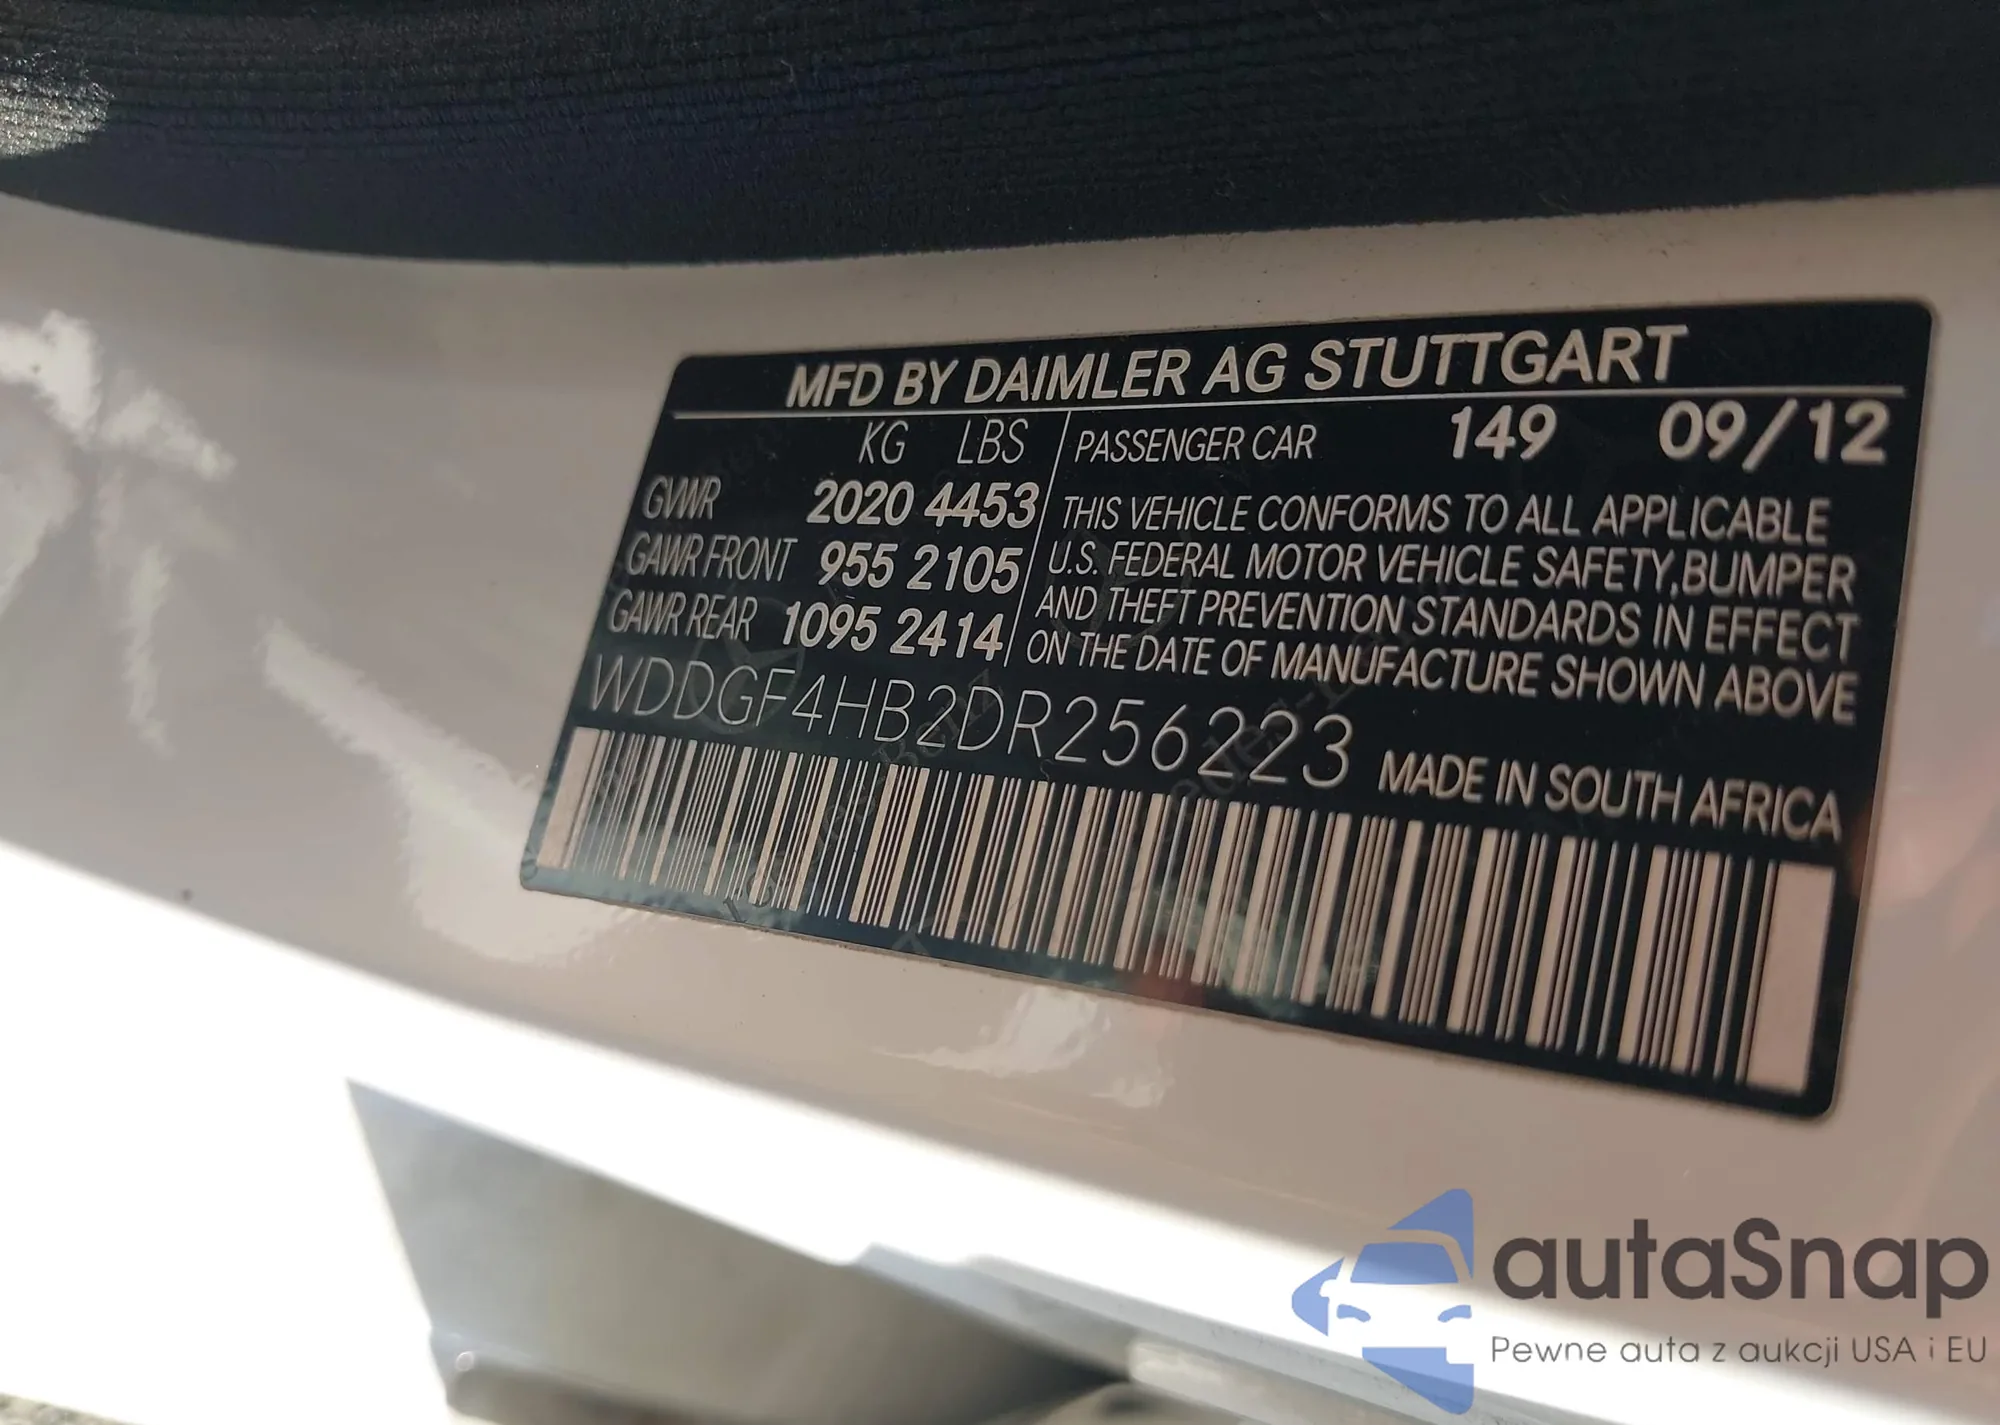 MFD BY DAIMLER AG STUTTGART
KG LBS
GVWR 2020 4453
GAWR FRONT 955 2105
GAWR REAR 1095 2414
PASSENGER CAR 149 09/12
THIS VEHICLE CONFORMS TO ALL APPLICABLE
U.S. FEDERAL MOTOR VEHICLE SAFETY,BUMPER
AND THEFT PREVENTION STANDARDS IN EFFECT
ON THE DATE OF MANUFACTURE SHOWN ABOVE
WDDGF4HB2DR256223
MADE IN SOUTH AFRICA
autaSnap
Pewne auta z aukcji USA i EU